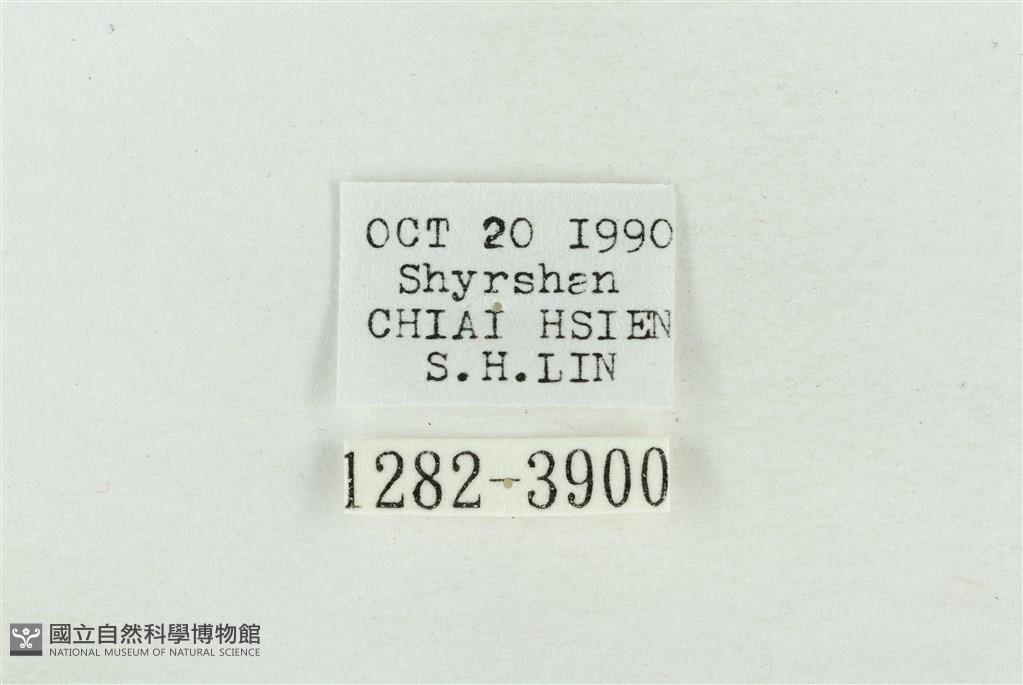 OCT 20 1990
Shyrshan
CHIAI HSIEN
S.H.LIN
1282-3900
國立自然科學博物館
NATIONAL MUSEUM OF NATURAL SCIENCE